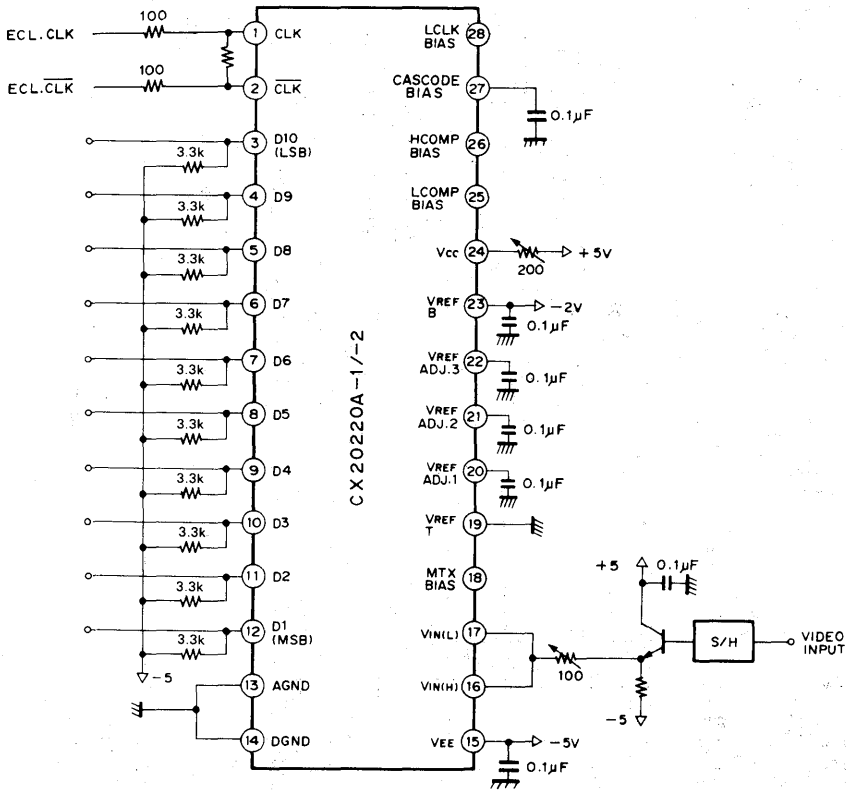 ECL.CLK
100
1
CLK
ECL.CLK
100
2
CLK
3
D10
(LSB)
3.3k
4
D9
3.3k
5
D8
3.3k
6
D7
3.3k
7
D6
3.3k
8
D5
3.3k
9
D4
3.3k
10
D3
3.3k
11
D2
3.3k
12
D1
(MSB)
3.3k
-5
13
AGND
14
DGND
CX20220A-1/-2
LCLK
BIAS
28
CASCODE
BIAS
27
0.1μF
HCOMP
BIAS
26
LCOMP
BIAS
25
Vcc
24
200
+5V
VREF
B
23
-2V
0.1μF
VREF
ADJ.3
22
0.1μF
VREF
ADJ.2
21
0.1μF
VREF
ADJ.1
20
0.1μF
VREF
T
19
MTX
BIAS
18
VIN(L)
17
VIN(H)
16
100
+5
0.1μF
-5
S/H
VIDEO
INPUT
VEE
15
-5V
0.1μF